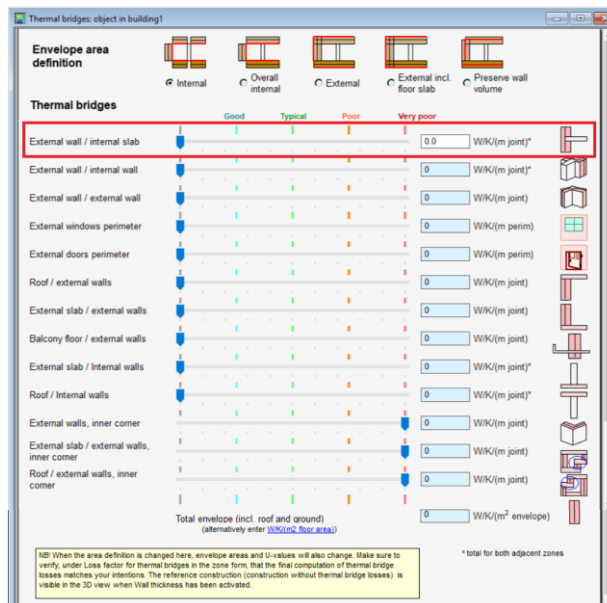 Thermal bridges: object in building1
Envelope area
definition
Internal
Overall
internal
External
External incl.
floor slab
Preserve wall
volume
Thermal bridges
Good Typical Poor Very poor
External wall / internal slab 0.0 W/K/(m joint)*
External wall / internal wall 0 W/K/(m joint)*
External wall / external wall 0 W/K/(m joint)
External windows perimeter 0 W/K/(m perim)
External doors perimeter 0 W/K/(m perim)
Roof / external walls 0 W/K/(m joint)
External slab / external walls 0 W/K/(m joint)
Balcony floor / external walls 0 W/K/(m joint)
External slab / Internal walls 0 W/K/(m joint)*
Roof / Internal walls 0 W/K/(m joint)*
External walls, inner corner 0 W/K/(m joint)
External slab / external walls,
inner corner 0 W/K/(m joint)
Roof / external walls, inner
corner 0 W/K/(m joint)
Total envelope (incl. roof and ground) 0 W/K/(m² envelope)
(alternatively enter W/K/(m2 floor area))
NB! When the area definition is changed here, envelope areas and U-values will also change. Make sure to
verify, under Loss factor for thermal bridges in the zone form, that the final computation of thermal bridge
losses matches your intentions. The reference construction (construction without thermal bridge losses) is
visible in the 3D view when Wall thickness has been activated.
* total for both adjacent zones